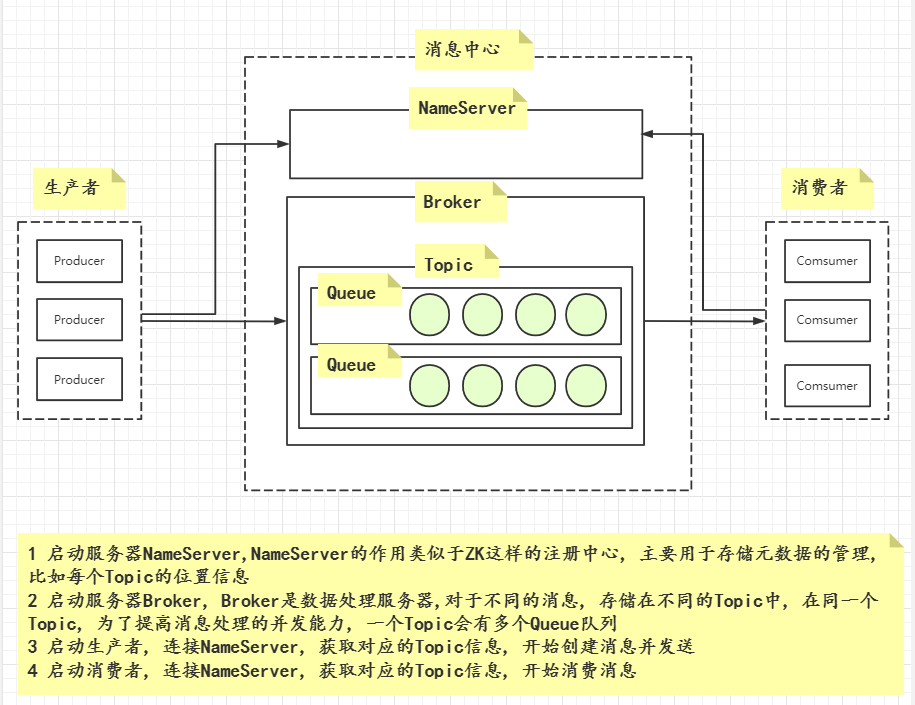 消息中心
NameServer
生产者
Broker
消费者
Topic
Queue
Queue
Producer
Producer
Producer
Comsumer
Comsumer
Comsumer
1 启动服务器NameServer,NameServer的作用类似于ZK这样的注册中心, 主要用于存储元数据的管理,
比如每个Topic的位置信息
2 启动服务器Broker, Broker是数据处理服务器,对于不同的消息, 存储在不同的Topic中, 在同一个
Topic, 为了提高消息处理的并发能力, 一个Topic会有多个Queue队列
3 启动生产者, 连接NameServer, 获取对应的Topic信息, 开始创建消息并发送
4 启动消费者, 连接NameServer, 获取对应的Topic信息, 开始消费消息